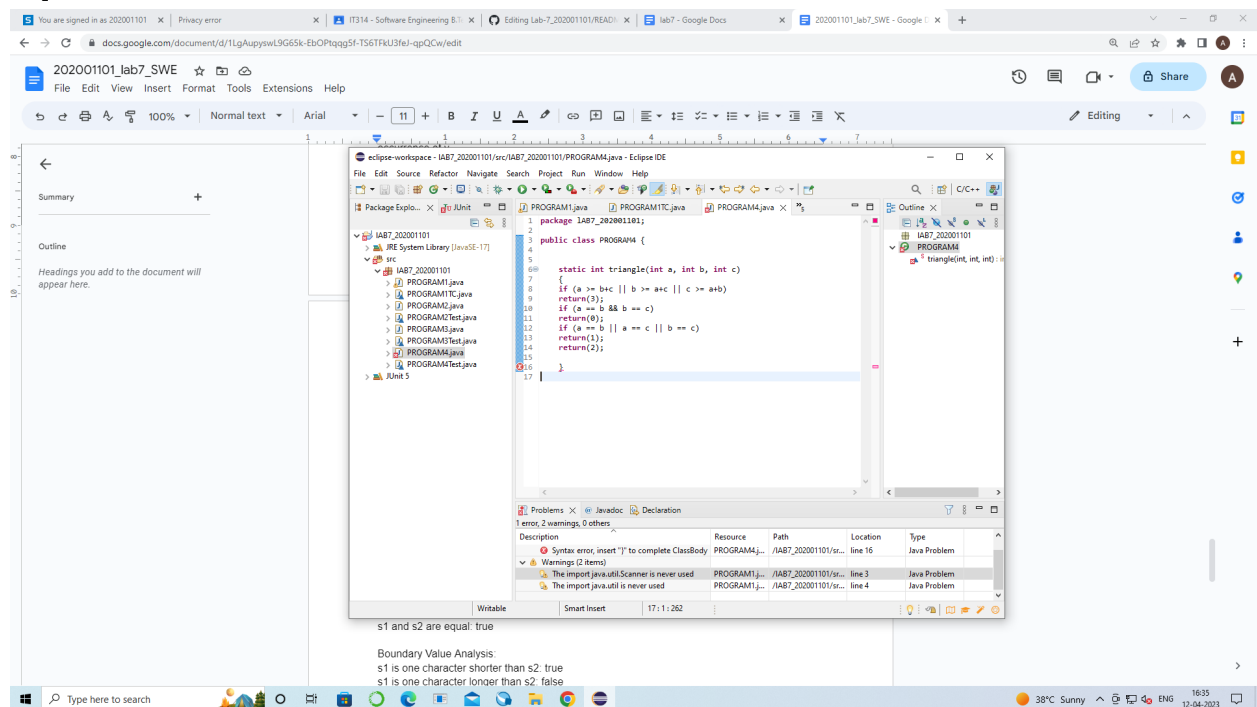 You are signed in as 202001101
Privacy error
IT314 - Software Engineering B.Te
Editing Lab-7_202001101/READM
lab7 - Google Docs
202001101_lab7_SWE - Google D
docs.google.com/document/d/1LgAupyswL9G65k-EbOPtqqg5f-TS6TFkU3feJ-qpQCw/edit
202001101_lab7_SWE
File Edit View Insert Format Tools Extensions Help
Share
A
100% Normal text Arial 11 Editing
Summary
Outline
Headings you add to the document will
appear here.
eclipse-workspace - IAB7_202001101/src/IAB7_202001101/PROGRAM4.java - Eclipse IDE
File Edit Source Refactor Navigate Search Project Run Window Help
C/C++
Package Explo...
JUnit
IAB7_202001101
JRE System Library [JavaSE-17]
src
IAB7_202001101
PROGRAM1.java
PROGRAM1TC.java
PROGRAM2.java
PROGRAM2Test.java
PROGRAM3.java
PROGRAM3Test.java
PROGRAM4.java
PROGRAM4Test.java
JUnit 5
PROGRAM1.java PROGRAM1TC.java PROGRAM4.java
1 package IAB7_202001101;
3 public class PROGRAM4 {
4
5
6 static int triangle(int a, int b, int c)
7 {
8 if (a >= b+c || b >= a+c || c >= a+b)
9 return(3);
10 if (a == b && b == c)
11 return(0);
12 if (a == b || a == c || b == c)
13 return(1);
14 return(2);
15
16 }
17
Outline
IAB7_202001101
PROGRAM4
triangle(int, int, int) : in
Problems Javadoc Declaration
1 error, 2 warnings, 0 others
Description Resource Path Location Type
Syntax error, insert "}" to complete ClassBody PROGRAM4.j... /IAB7_202001101/sr... line 16 Java Problem
Warnings (2 items)
The import java.util.Scanner is never used PROGRAM1.j... /IAB7_202001101/sr... line 3 Java Problem
The import java.util is never used PROGRAM1.j... /IAB7_202001101/sr... line 4 Java Problem
Writable Smart Insert 17 : 1 : 262
s1 and s2 are equal: true
Boundary Value Analysis:
s1 is one character shorter than s2: true
s1 is one character longer than s2: false
Type here to search
38°C Sunny
ENG
16:35
12-04-2023